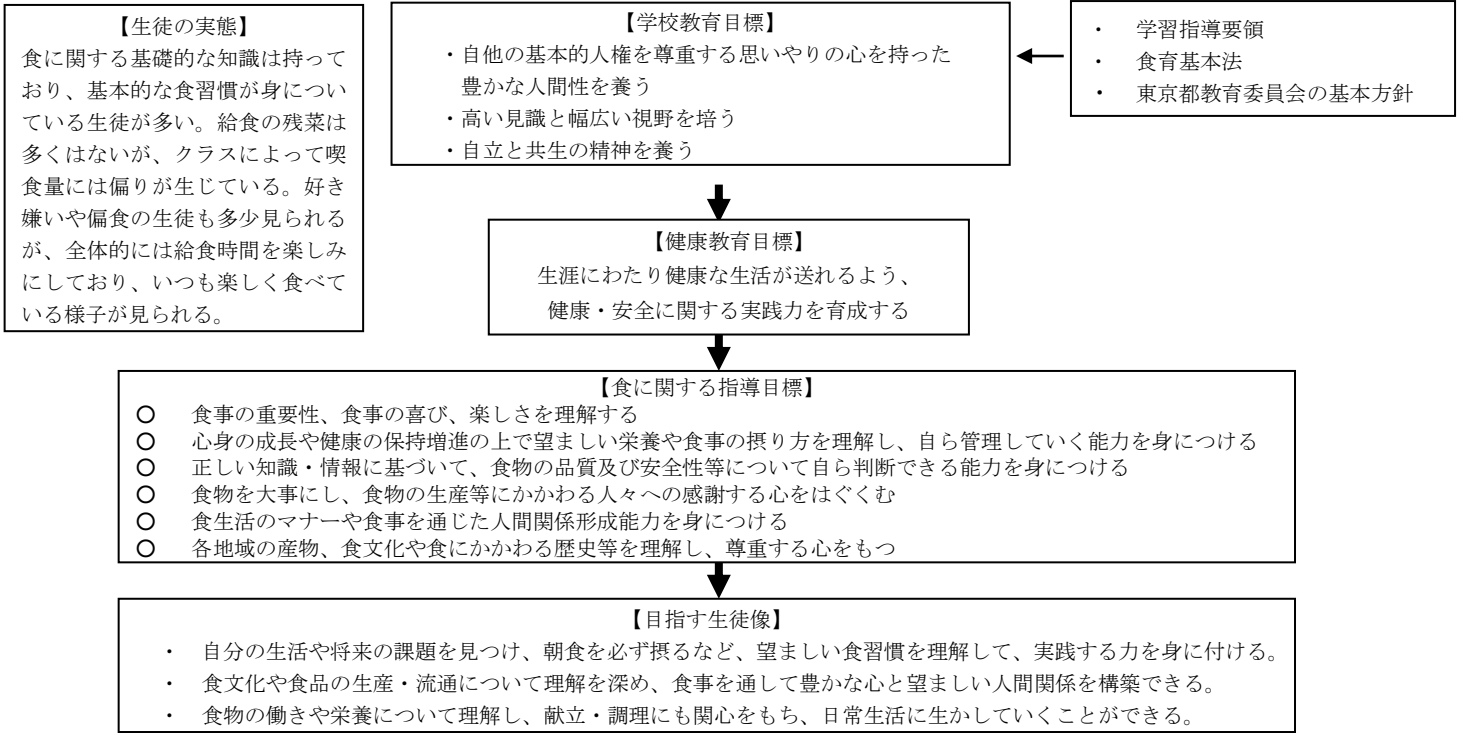 【生徒の実態】
食に関する基礎的な知識は持って
おり、基本的な食習慣が身につい
ている生徒が多い。給食の残菜は
多くはないが、クラスによって喫
食量には偏りが生じている。好き
嫌いや偏食の生徒も多少見られる
が、全体的には給食時間を楽しみ
にしており、いつも楽しく食べて
いる様子が見られる。
【学校教育目標】
・自他の基本的人権を尊重する思いやりの心を持った
豊かな人間性を養う
・高い見識と幅広い視野を培う
・自立と共生の精神を養う
・ 学習指導要領
・ 食育基本法
・ 東京都教育委員会の基本方針
【健康教育目標】
生涯にわたり健康な生活が送れるよう、
健康・安全に関する実践力を育成する
【食に関する指導目標】
○ 食事の重要性、食事の喜び、楽しさを理解する
○ 心身の成長や健康の保持増進の上で望ましい栄養や食事の摂り方を理解し、自ら管理していく能力を身につける
○ 正しい知識・情報に基づいて、食物の品質及び安全性等について自ら判断できる能力を身につける
○ 食物を大事にし、食物の生産等にかかわる人々への感謝する心をはぐくむ
○ 食生活のマナーや食事を通じた人間関係形成能力を身につける
○ 各地域の産物、食文化や食にかかわる歴史等を理解し、尊重する心をもつ
【目指す生徒像】
・ 自分の生活や将来の課題を見つけ、朝食を必ず摂るなど、望ましい食習慣を理解して、実践する力を身に付ける。
・ 食文化や食品の生産・流通について理解を深め、食事を通して豊かな心と望ましい人間関係を構築できる。
・ 食物の働きや栄養について理解し、献立・調理にも関心をもち、日常生活に生かしていくことができる。